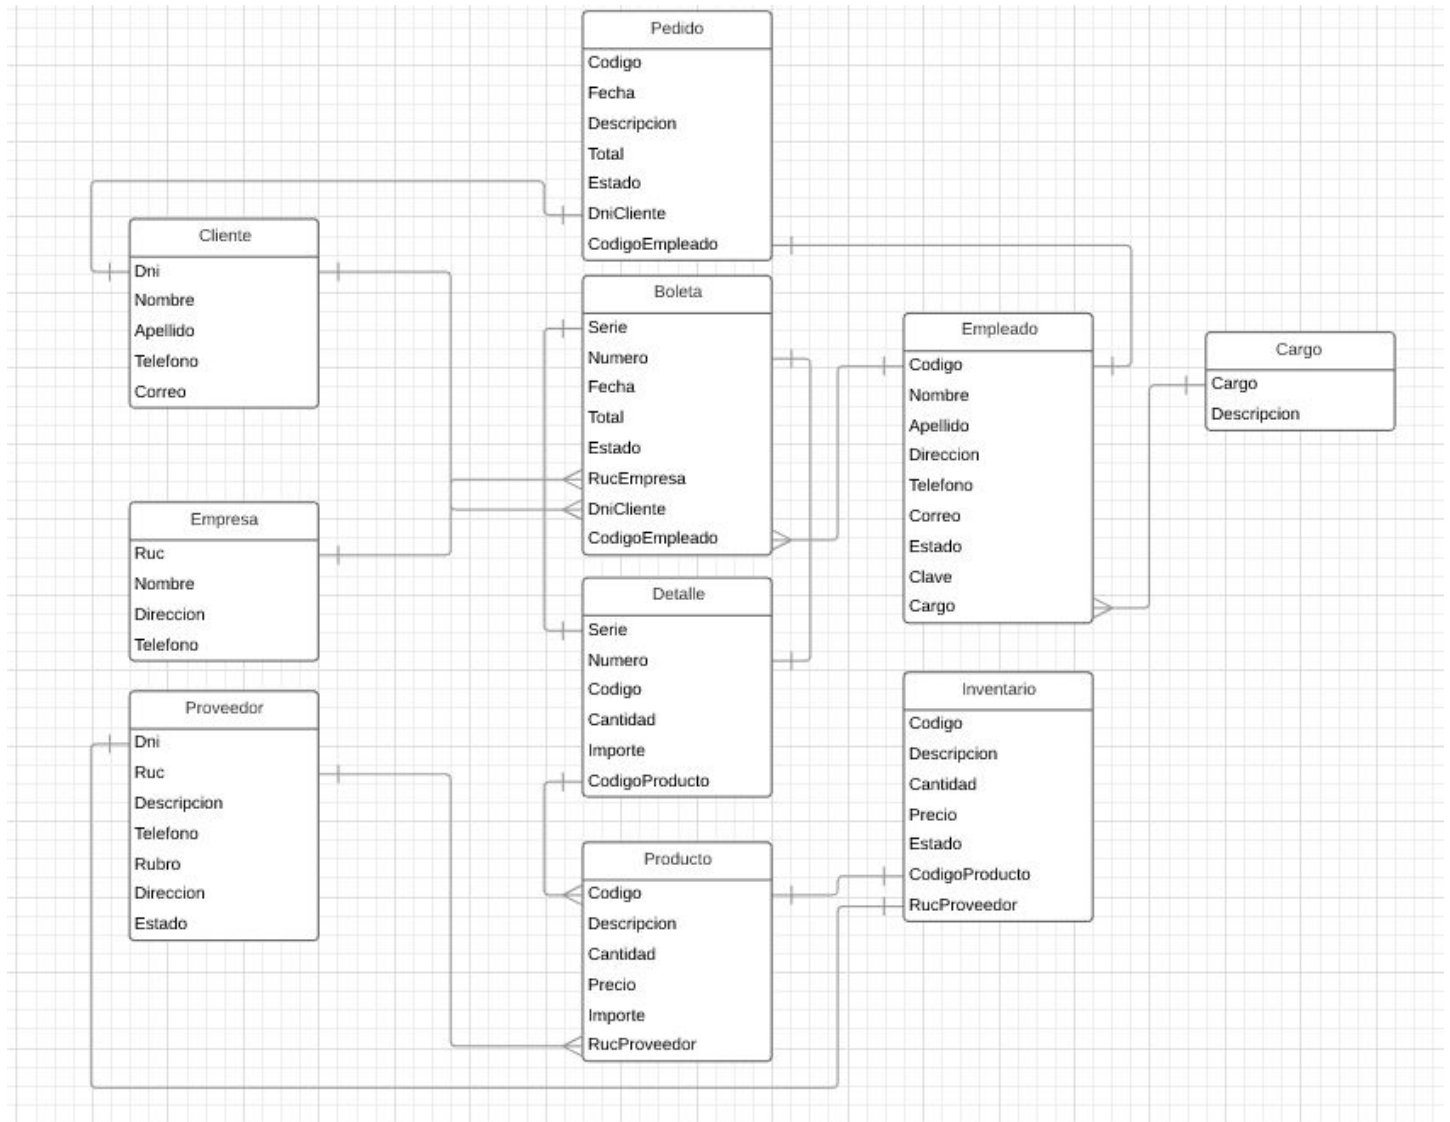 Pedido
Codigo
Fecha
Descripcion
Total
Estado
DniCliente
CodigoEmpleado
Cliente
Dni
Nombre
Apellido
Telefono
Correo
Boleta
Serie
Numero
Fecha
Total
Estado
RucEmpresa
DniCliente
CodigoEmpleado
Empleado
Codigo
Nombre
Apellido
Direccion
Telefono
Correo
Estado
Clave
Cargo
Cargo
Cargo
Descripcion
Empresa
Ruc
Nombre
Direccion
Telefono
Detalle
Serie
Numero
Codigo
Cantidad
Importe
CodigoProducto
Inventario
Codigo
Descripcion
Cantidad
Precio
Estado
CodigoProducto
RucProveedor
Proveedor
Dni
Ruc
Descripcion
Telefono
Rubro
Direccion
Estado
Producto
Codigo
Descripcion
Cantidad
Precio
Importe
RucProveedor